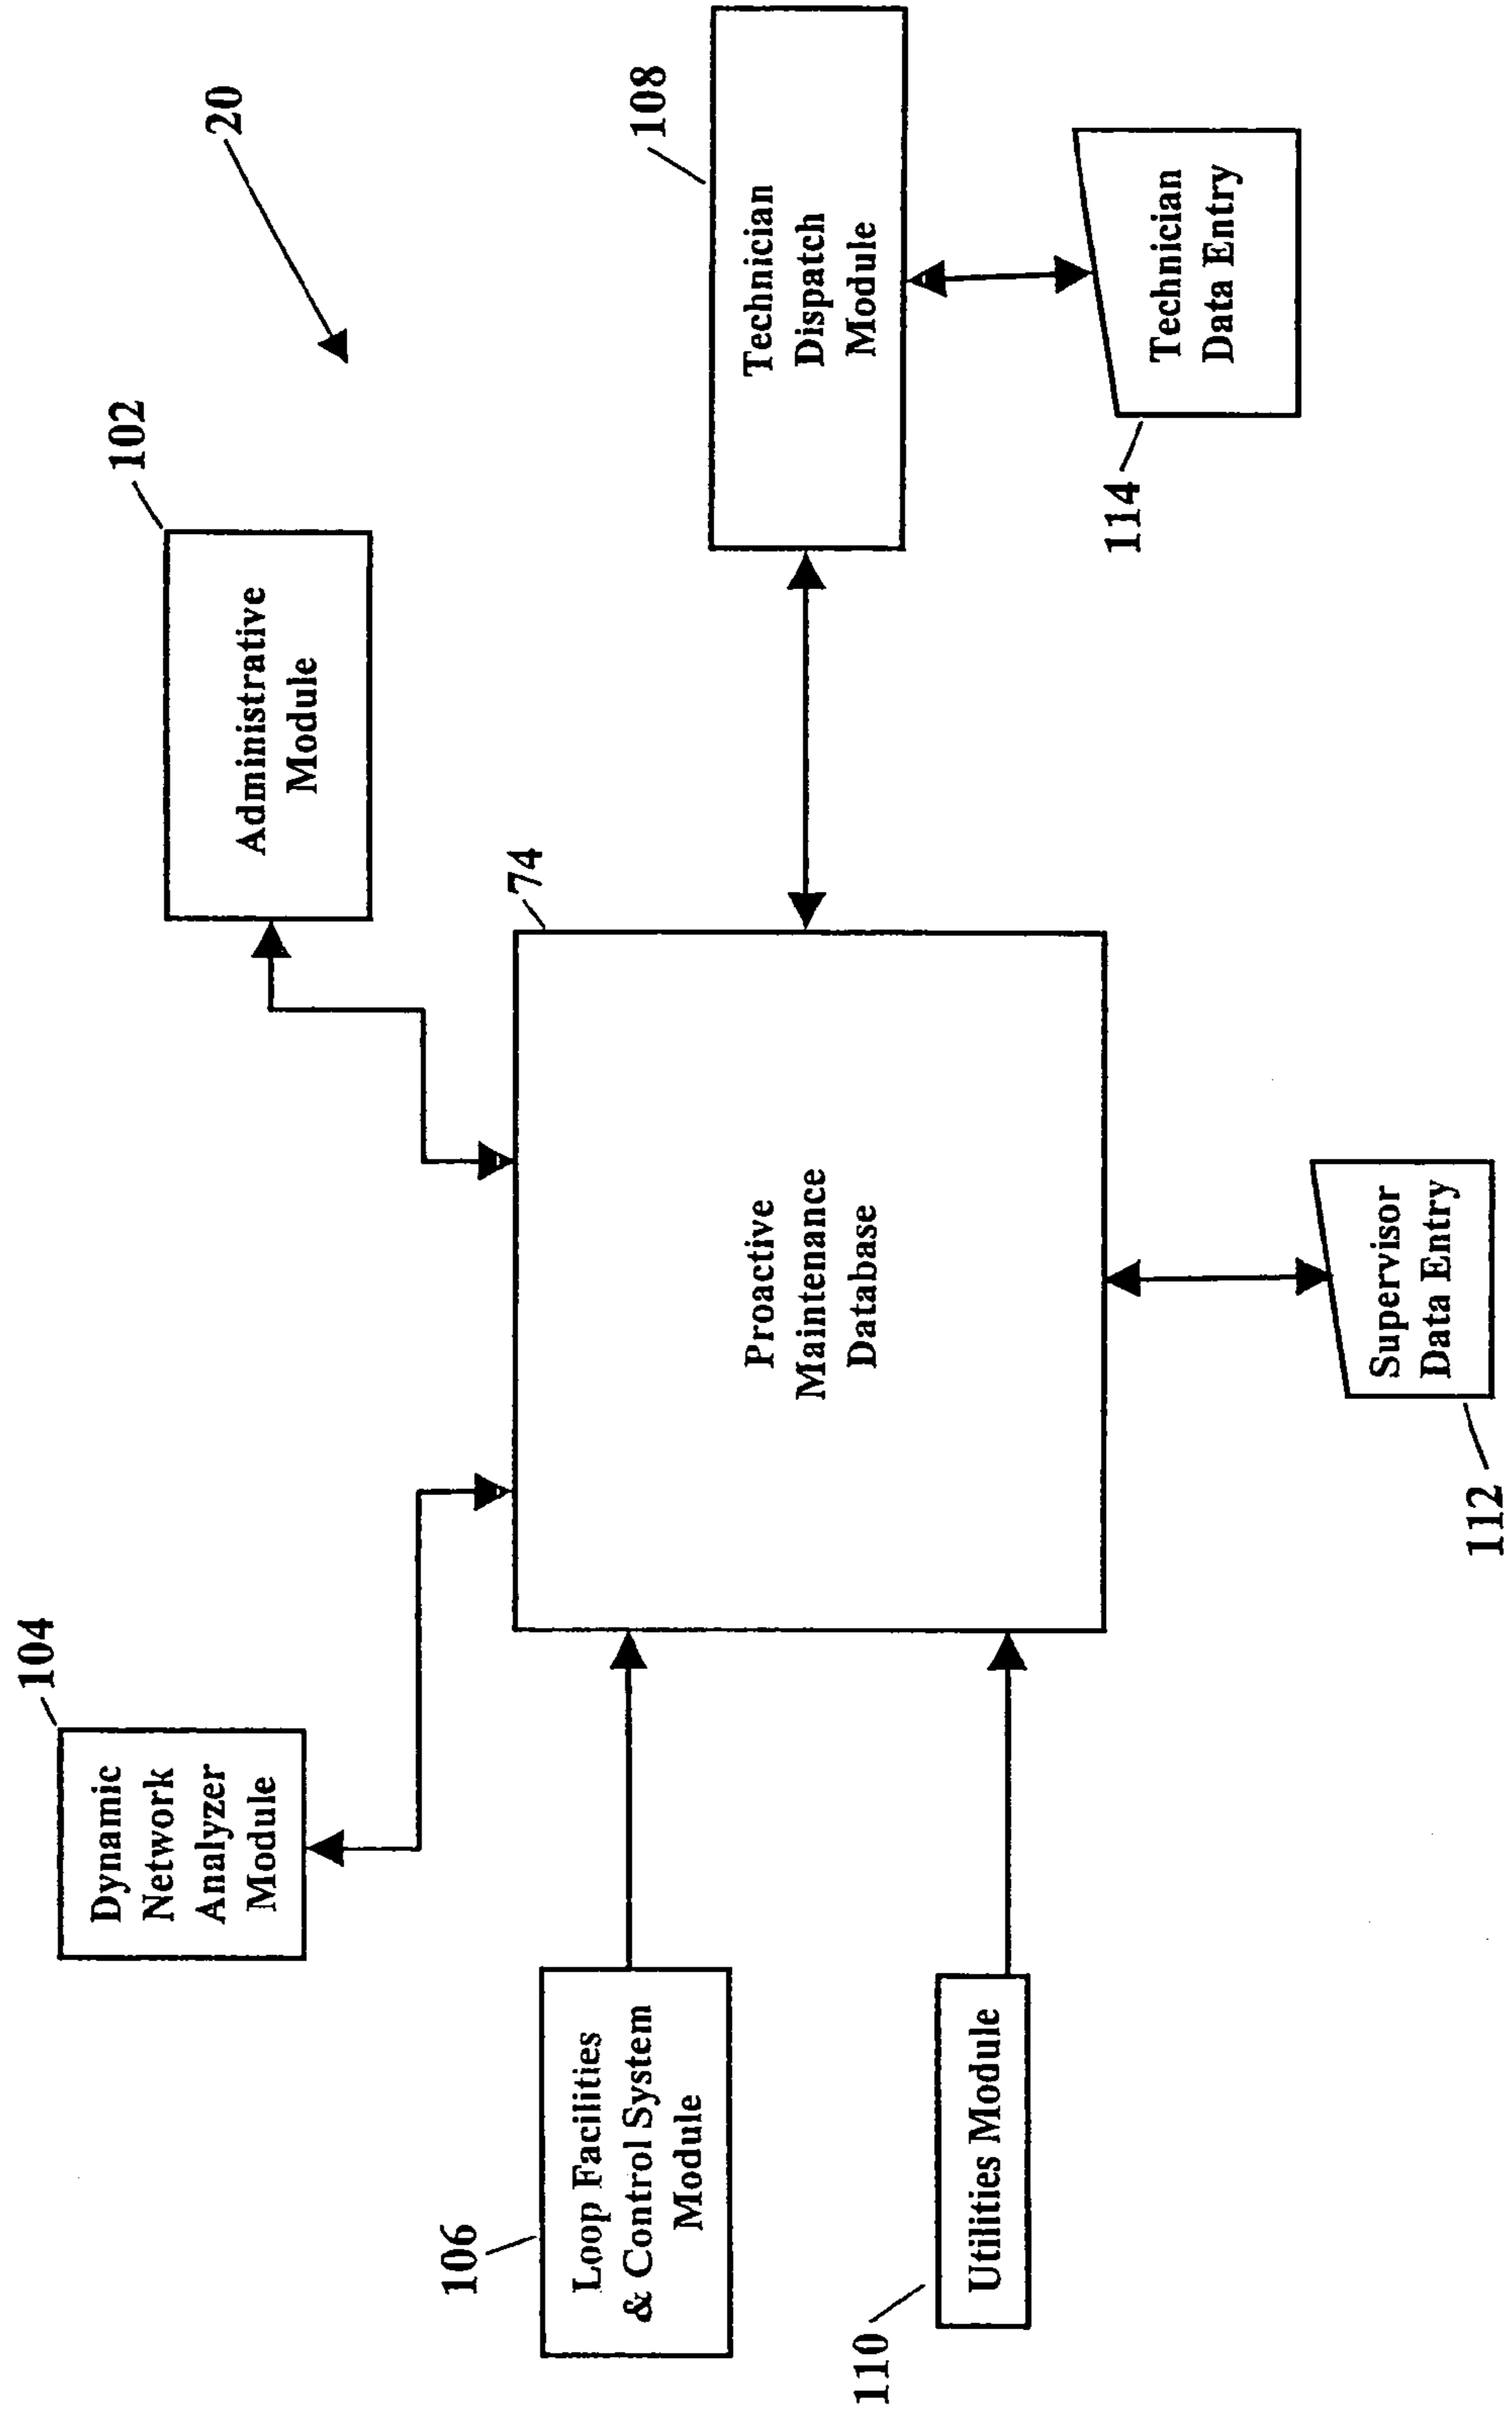 20
104
Dynamic
Network
Analyzer
Module
102
Administrative
Module
106
Loop Facilities
& Control System
Module
74
Proactive
Maintenance
Database
108
Technician
Dispatch
Module
110
Utilities Module
112
Supervisor
Data Entry
114
Technician
Data Entry